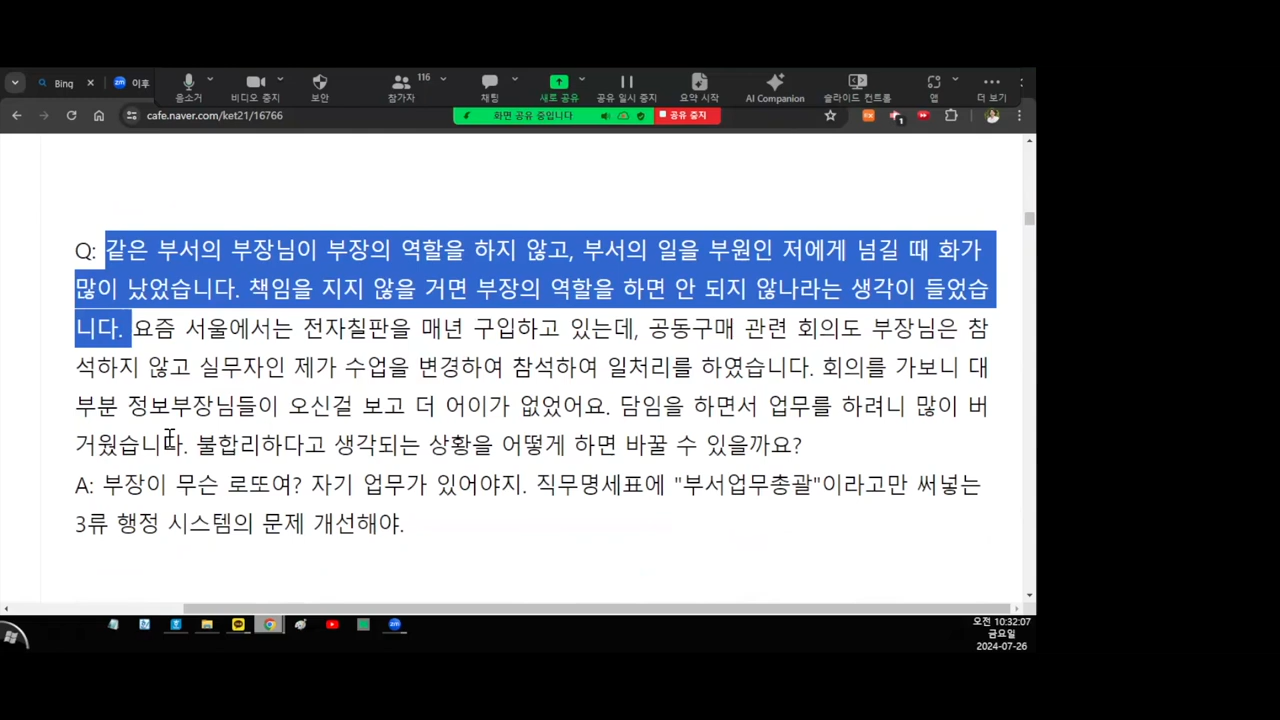 Bing
이후
음소거
비디오 중지
보안
116
참가자
채팅
새로 공유
공유 일시 중지
요약 시작
AI Companion
슬라이드 컨트롤
앱
더 보기
cafe.naver.com/ket21/16766
화면 공유 중입니다
공유 중지
Q: 같은 부서의 부장님이 부장의 역할을 하지 않고, 부서의 일을 부원인 저에게 넘길 때 화가
많이 났었습니다. 책임을 지지 않을 거면 부장의 역할을 하면 안 되지 않나라는 생각이 들었습
니다. 요즘 서울에서는 전자칠판을 매년 구입하고 있는데, 공동구매 관련 회의도 부장님은 참
석하지 않고 실무자인 제가 수업을 변경하여 참석하여 일처리를 하였습니다. 회의를 가보니 대
부분 정보부장님들이 오신걸 보고 더 어이가 없었어요. 담임을 하면서 업무를 하려니 많이 버
거웠습니다. 불합리하다고 생각되는 상황을 어떻게 하면 바꿀 수 있을까요?
A: 부장이 무슨 로또여? 자기 업무가 있어야지. 직무명세표에 "부서업무총괄"이라고만 써넣는
3류 행정 시스템의 문제 개선해야.
오전 10:32:07
금요일
2024-07-26